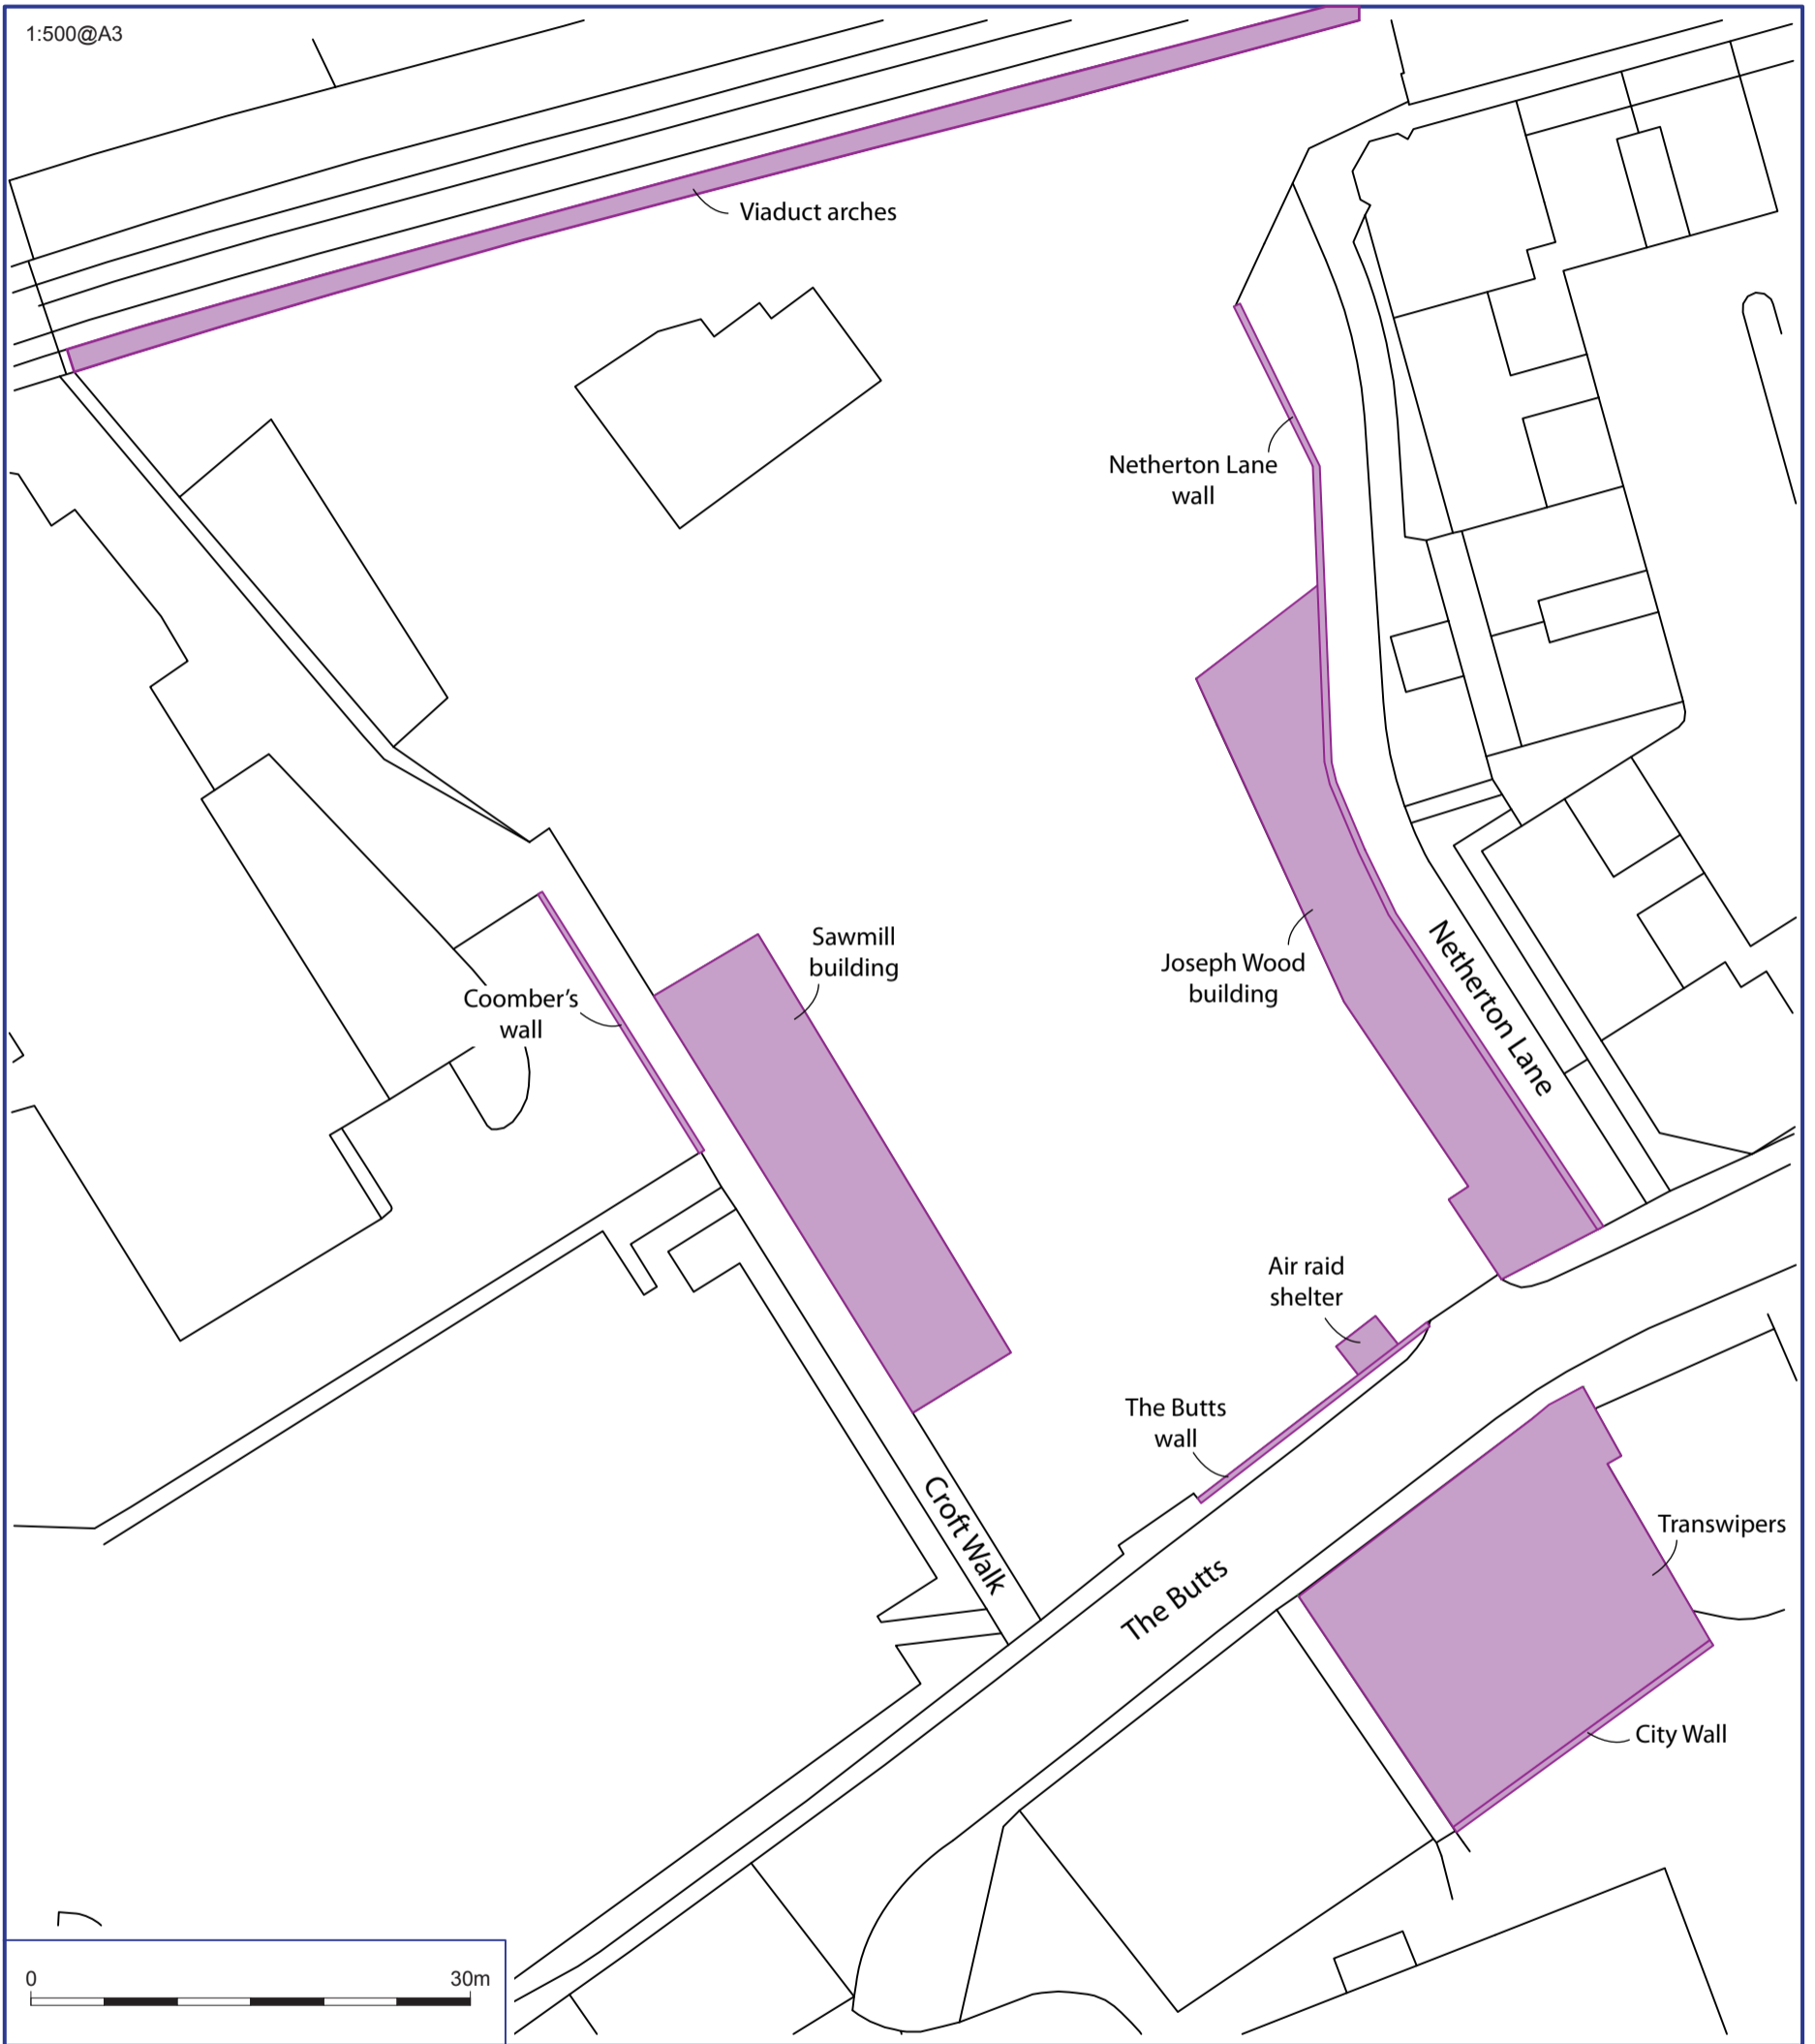 1:500@A3
Viaduct arches
Netherton Lane
wall
Sawmill
building
Joseph Wood
building
Netherton Lane
Coomber's
wall
Air raid
shelter
The Butts
wall
Croft Walk
Transwipers
The Butts
City Wall
0 30m